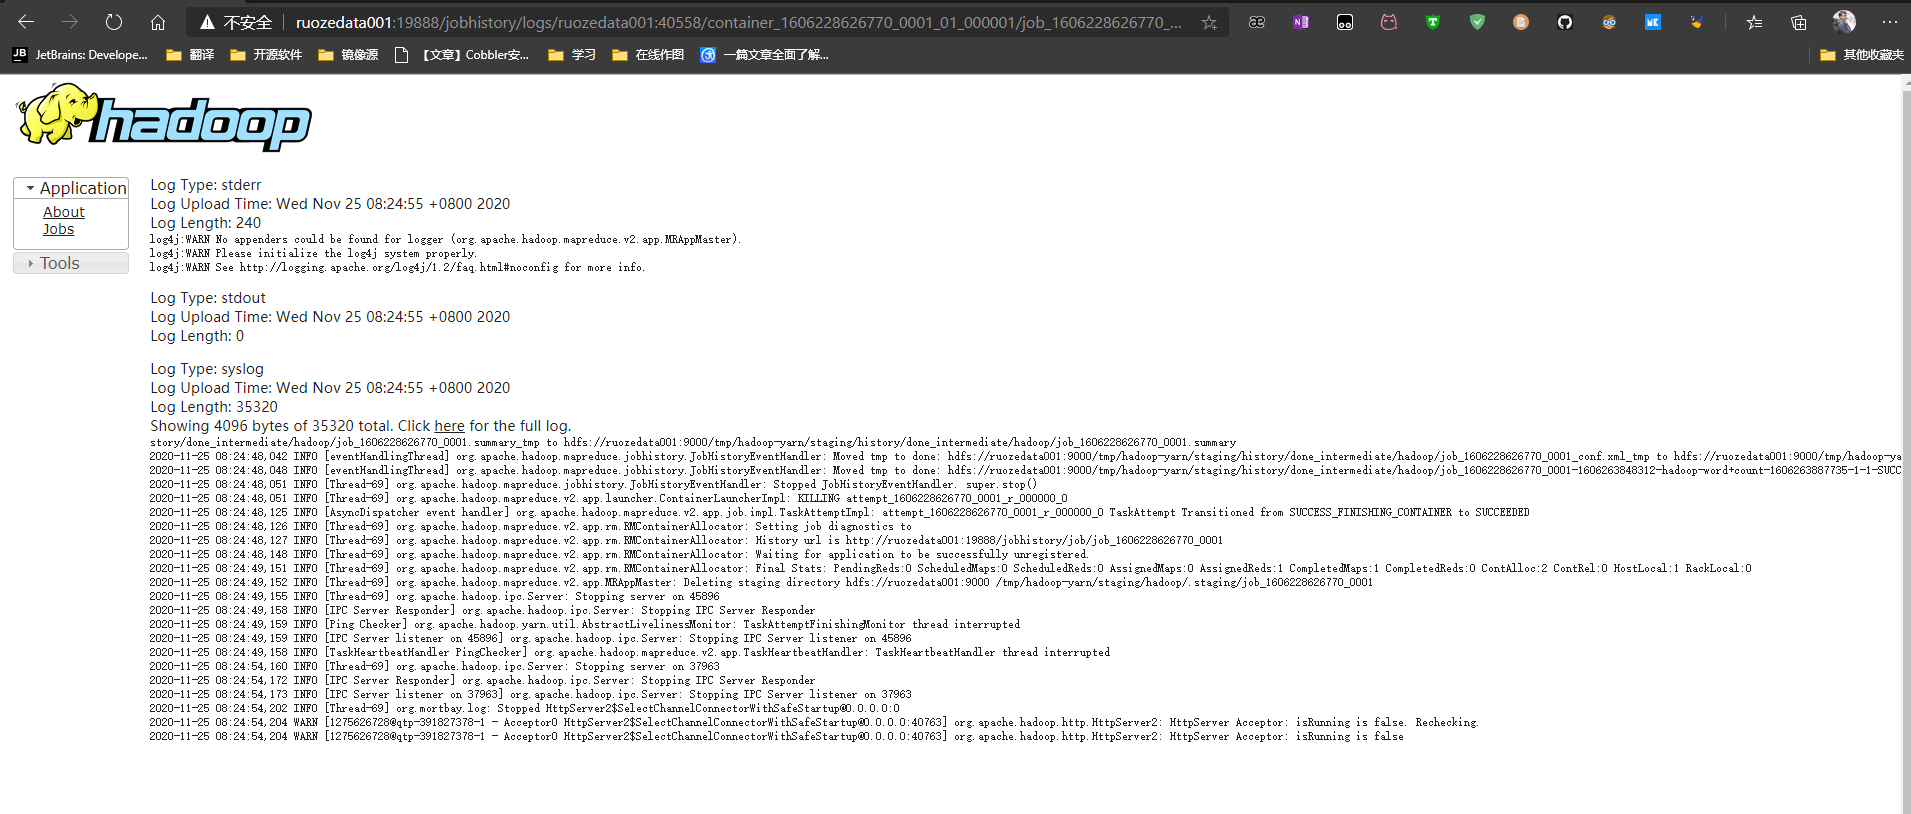 不安全 ruozedata001:19888/jobhistory/logs/ruozedata001:40558/container_1606228626770_0001_01_000001/job_1606228626770_...
JetBrains: Develope... 翻译 开源软件 镜像源 【文章】Cobbler安... 学习 在线作图 一篇文章全面了解... 其他收藏夹
hadoop
Application
About
Jobs
Tools
Log Type: stderr
Log Upload Time: Wed Nov 25 08:24:55 +0800 2020
Log Length: 240
log4j:WARN No appenders could be found for logger (org.apache.hadoop.mapreduce.v2.app.MRAppMaster).
log4j:WARN Please initialize the log4j system properly.
log4j:WARN See http://logging.apache.org/log4j/1.2/faq.html#noconfig for more info.
Log Type: stdout
Log Upload Time: Wed Nov 25 08:24:55 +0800 2020
Log Length: 0
Log Type: syslog
Log Upload Time: Wed Nov 25 08:24:55 +0800 2020
Log Length: 35320
Showing 4096 bytes of 35320 total. Click here for the full log.
story/done_intermediate/hadoop/job_1606228626770_0001.summary_tmp to hdfs://ruozedata001:9000/tmp/hadoop-yarn/staging/history/done_intermediate/hadoop/job_1606228626770_0001.summary
2020-11-25 08:24:48,042 INFO [eventHandlingThread] org.apache.hadoop.mapreduce.jobhistory.JobHistoryEventHandler: Moved tmp to done: hdfs://ruozedata001:9000/tmp/hadoop-yarn/staging/history/done_intermediate/hadoop/job_1606228626770_0001_conf.xml_tmp to hdfs://ruozedata001:9000/tmp/hadoop-ya
2020-11-25 08:24:48,048 INFO [eventHandlingThread] org.apache.hadoop.mapreduce.jobhistory.JobHistoryEventHandler: Moved tmp to done: hdfs://ruozedata001:9000/tmp/hadoop-yarn/staging/history/done_intermediate/hadoop/job_1606228626770_0001-1606263848312-hadoop-word+count-1606263887735-1-1-SUCC
2020-11-25 08:24:48,051 INFO [Thread-69] org.apache.hadoop.mapreduce.jobhistory.JobHistoryEventHandler: Stopped JobHistoryEventHandler. super.stop()
2020-11-25 08:24:48,051 INFO [Thread-69] org.apache.hadoop.mapreduce.v2.app.launcher.ContainerLauncherImpl: KILLING attempt_1606228626770_0001_r_000000_0
2020-11-25 08:24:48,125 INFO [AsyncDispatcher event handler] org.apache.hadoop.mapreduce.v2.app.job.impl.TaskAttemptImpl: attempt_1606228626770_0001_r_000000_0 TaskAttempt Transitioned from SUCCESS_FINISHING_CONTAINER to SUCCEEDED
2020-11-25 08:24:48,126 INFO [Thread-69] org.apache.hadoop.mapreduce.v2.app.rm.RMContainerAllocator: Setting job diagnostics to
2020-11-25 08:24:48,127 INFO [Thread-69] org.apache.hadoop.mapreduce.v2.app.rm.RMContainerAllocator: History url is http://ruozedata001:19888/jobhistory/job/job_1606228626770_0001
2020-11-25 08:24:48,148 INFO [Thread-69] org.apache.hadoop.mapreduce.v2.app.rm.RMContainerAllocator: Waiting for application to be successfully unregistered.
2020-11-25 08:24:49,151 INFO [Thread-69] org.apache.hadoop.mapreduce.v2.app.rm.RMContainerAllocator: Final Stats: PendingReds:0 ScheduledMaps:0 ScheduledReds:0 AssignedMaps:0 AssignedReds:1 CompletedMaps:1 CompletedReds:0 ContAlloc:2 ContRel:0 HostLocal:1 RackLocal:0
2020-11-25 08:24:49,152 INFO [Thread-69] org.apache.hadoop.mapreduce.v2.app.MRAppMaster: Deleting staging directory hdfs://ruozedata001:9000 /tmp/hadoop-yarn/staging/hadoop/.staging/job_1606228626770_0001
2020-11-25 08:24:49,155 INFO [Thread-69] org.apache.hadoop.ipc.Server: Stopping server on 45896
2020-11-25 08:24:49,158 INFO [IPC Server Responder] org.apache.hadoop.ipc.Server: Stopping IPC Server Responder
2020-11-25 08:24:49,159 INFO [Ping Checker] org.apache.hadoop.yarn.util.AbstractLivelinessMonitor: TaskAttemptFinishingMonitor thread interrupted
2020-11-25 08:24:49,159 INFO [IPC Server listener on 45896] org.apache.hadoop.ipc.Server: Stopping IPC Server listener on 45896
2020-11-25 08:24:49,158 INFO [TaskHeartbeatHandler PingChecker] org.apache.hadoop.mapreduce.v2.app.TaskHeartbeatHandler: TaskHeartbeatHandler thread interrupted
2020-11-25 08:24:54,160 INFO [Thread-69] org.apache.hadoop.ipc.Server: Stopping server on 37963
2020-11-25 08:24:54,172 INFO [IPC Server Responder] org.apache.hadoop.ipc.Server: Stopping IPC Server Responder
2020-11-25 08:24:54,173 INFO [IPC Server listener on 37963] org.apache.hadoop.ipc.Server: Stopping IPC Server listener on 37963
2020-11-25 08:24:54,202 INFO [Thread-69] org.mortbay.log: Stopped HttpServer2$SelectChannelConnectorWithSafeStartup@0.0.0.0:0
2020-11-25 08:24:54,204 WARN [1275626728@qtp-391827378-1 - Acceptor0 HttpServer2$SelectChannelConnectorWithSafeStartup@0.0.0.0:40763] org.apache.hadoop.http.HttpServer2: HttpServer Acceptor: isRunning is false. Rechecking.
2020-11-25 08:24:54,204 WARN [1275626728@qtp-391827378-1 - Acceptor0 HttpServer2$SelectChannelConnectorWithSafeStartup@0.0.0.0:40763] org.apache.hadoop.http.HttpServer2: HttpServer Acceptor: isRunning is false